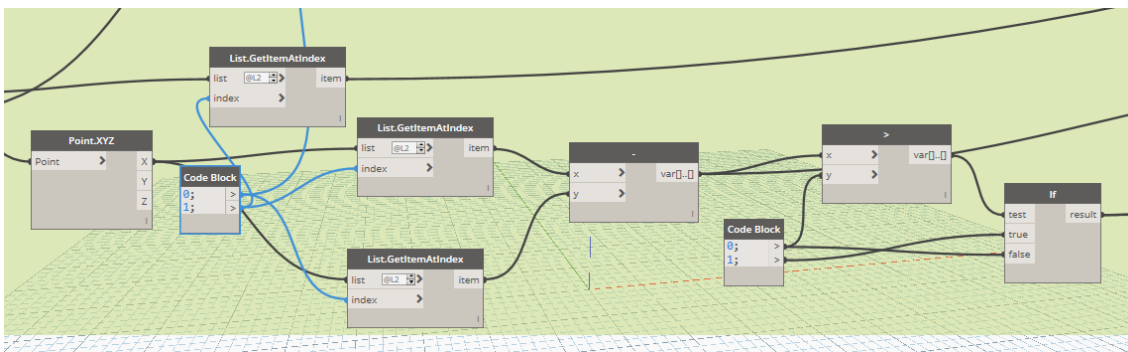 List.GetItemAtIndex
list @L2 > item
index >
l
Point.XYZ
Point > X
Y
Z
l
Code Block
0; >
1; >
List.GetItemAtIndex
list @L2 > item
index >
l
List.GetItemAtIndex
list @L2 > item
index >
l
-
x > var[]..[]
y >
l
Code Block
0; >
1; >
>
x > var[]..[]
y >
l
If
test result
true
false
l